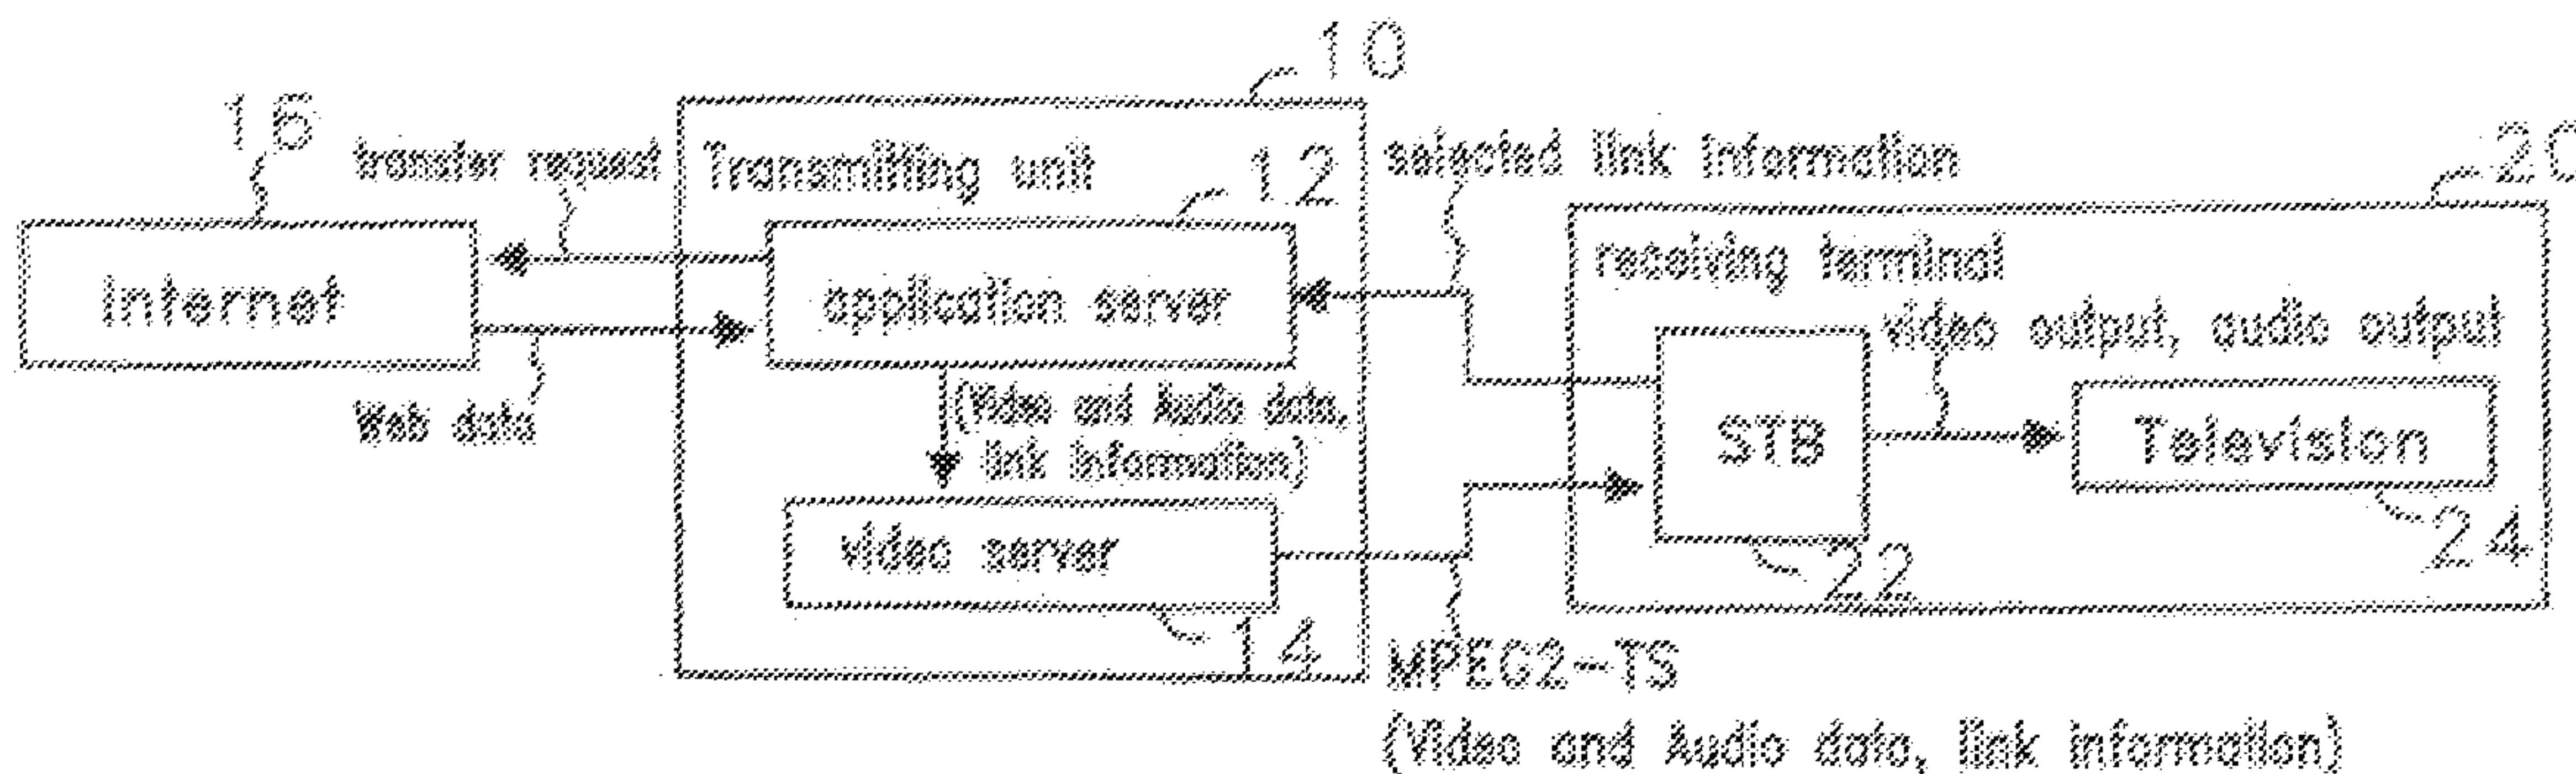 10
16
transfer request
Transmitting unit
12
selected link information
20
Internet
application server
receiving terminal
video output, audio output
Web data
(Video and Audio data,
link information)
STB
Television
video server
14
22
24
MPEG2-TS
(Video and Audio data, link information)